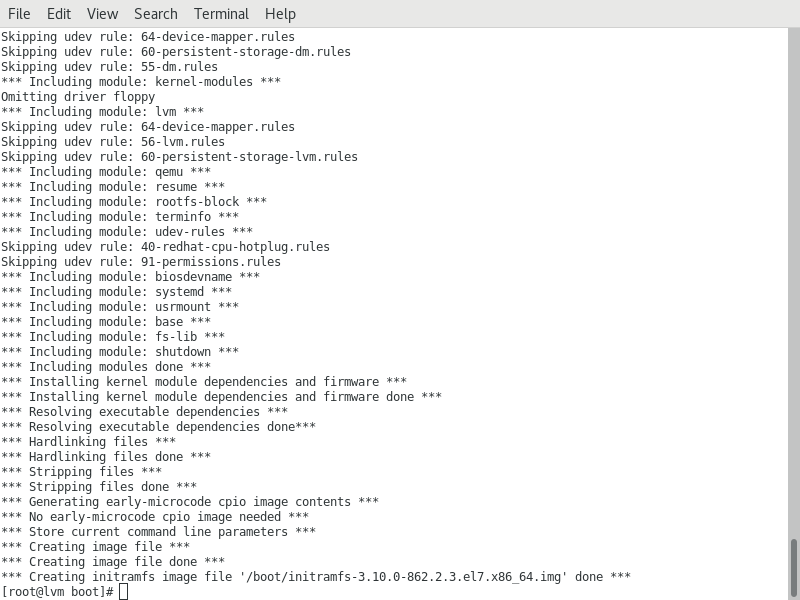 File Edit View Search Terminal Help
Skipping udev rule: 64-device-mapper.rules
Skipping udev rule: 60-persistent-storage-dm.rules
Skipping udev rule: 55-dm.rules
*** Including module: kernel-modules ***
Omitting driver floppy
*** Including module: lvm ***
Skipping udev rule: 64-device-mapper.rules
Skipping udev rule: 56-lvm.rules
Skipping udev rule: 60-persistent-storage-lvm.rules
*** Including module: qemu ***
*** Including module: resume ***
*** Including module: rootfs-block ***
*** Including module: terminfo ***
*** Including module: udev-rules ***
Skipping udev rule: 40-redhat-cpu-hotplug.rules
Skipping udev rule: 91-permissions.rules
*** Including module: biosdevname ***
*** Including module: systemd ***
*** Including module: usrmount ***
*** Including module: base ***
*** Including module: fs-lib ***
*** Including module: shutdown ***
*** Including modules done ***
*** Installing kernel module dependencies and firmware ***
*** Installing kernel module dependencies and firmware done ***
*** Resolving executable dependencies ***
*** Resolving executable dependencies done***
*** Hardlinking files ***
*** Hardlinking files done ***
*** Stripping files ***
*** Stripping files done ***
*** Generating early-microcode cpio image contents ***
*** No early-microcode cpio image needed ***
*** Store current command line parameters ***
*** Creating image file ***
*** Creating image file done ***
*** Creating initramfs image file '/boot/initramfs-3.10.0-862.2.3.el7.x86_64.img' done ***
[root@lvm boot]#